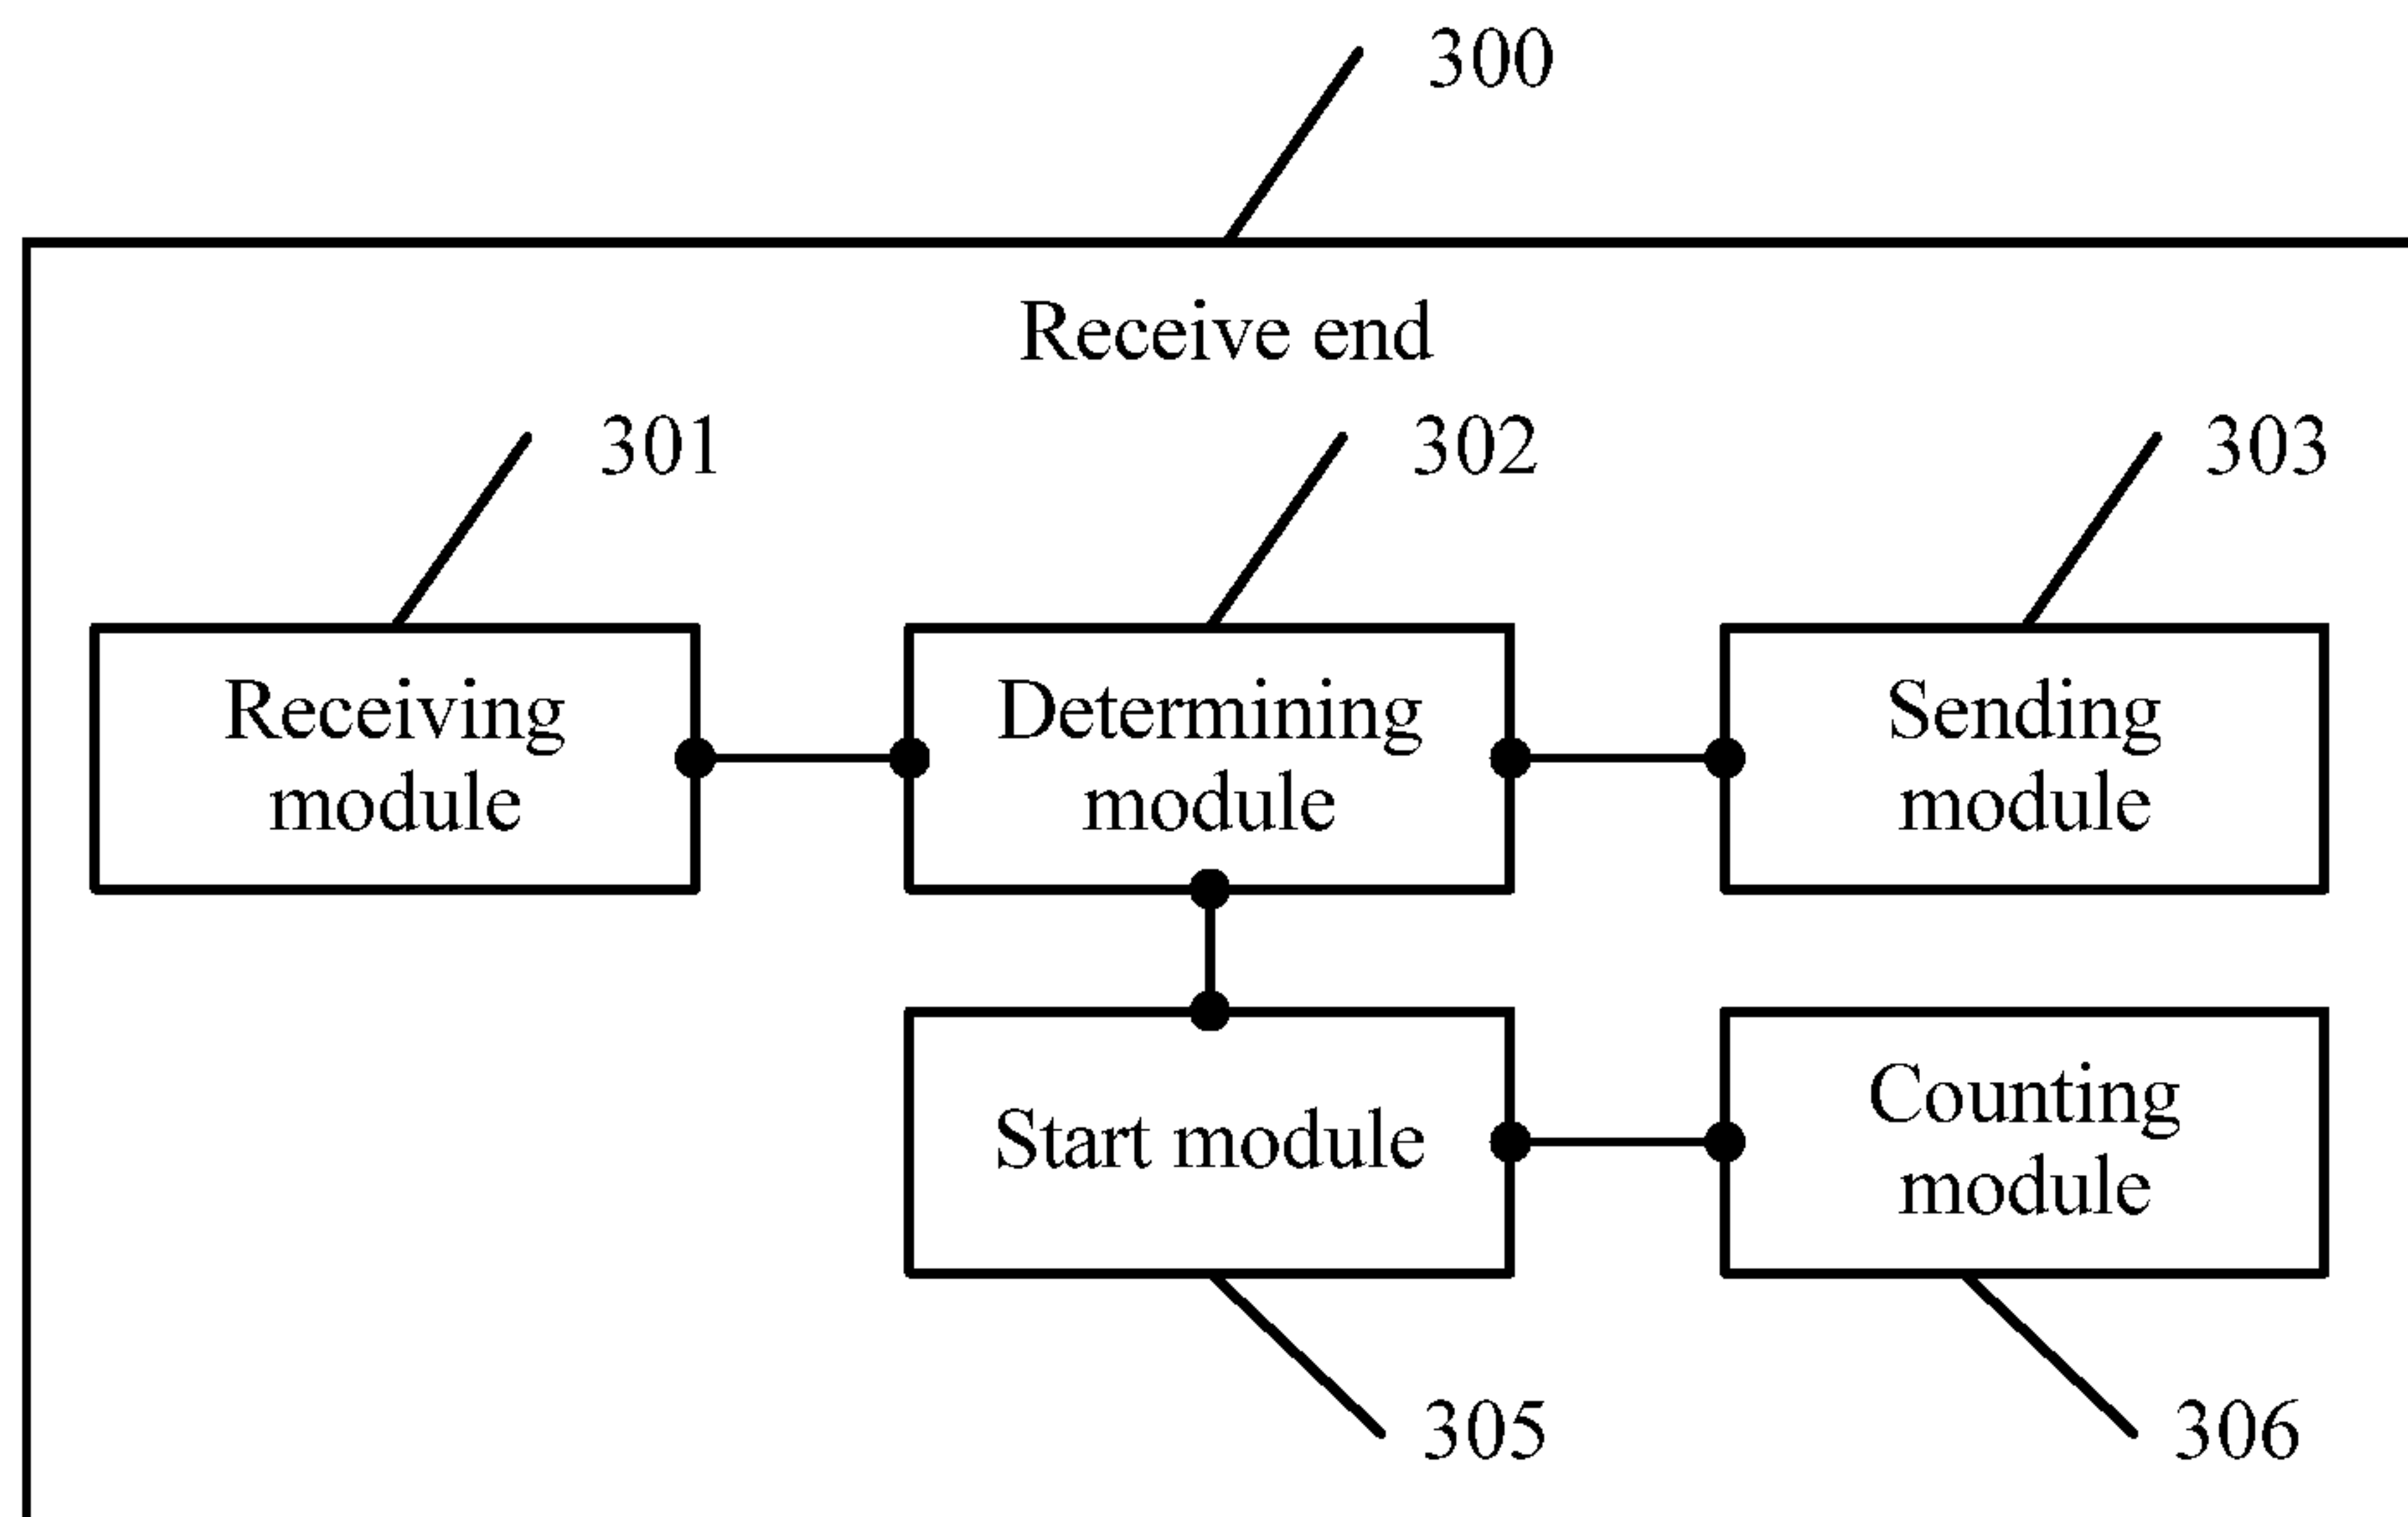 300
Receive end
301
302
303
Receiving
module
Determining
module
Sending
module
Start module
Counting
module
305
306